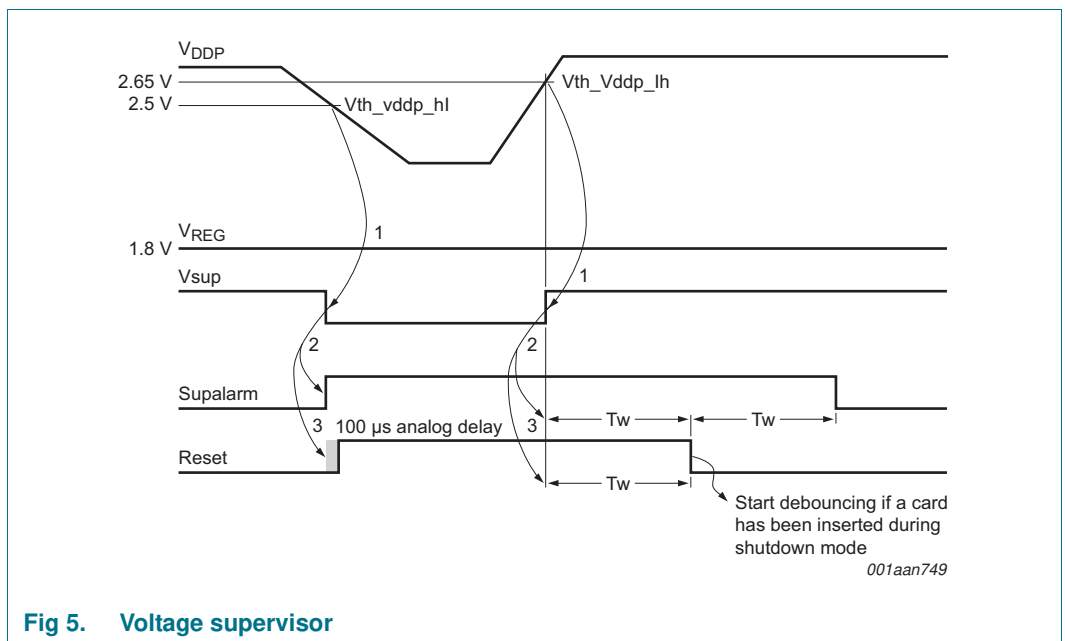 VDDP
2.65 V
Vth_Vddp_lh
2.5 V
Vth_vddp_hl
1
VREG
1.8 V
Vsup
1
2
2
Supalarm
Tw
Tw
3
100 µs analog delay
3
Reset
Tw
Start debouncing if a card
has been inserted during
shutdown mode
001aan749
Fig 5. Voltage supervisor